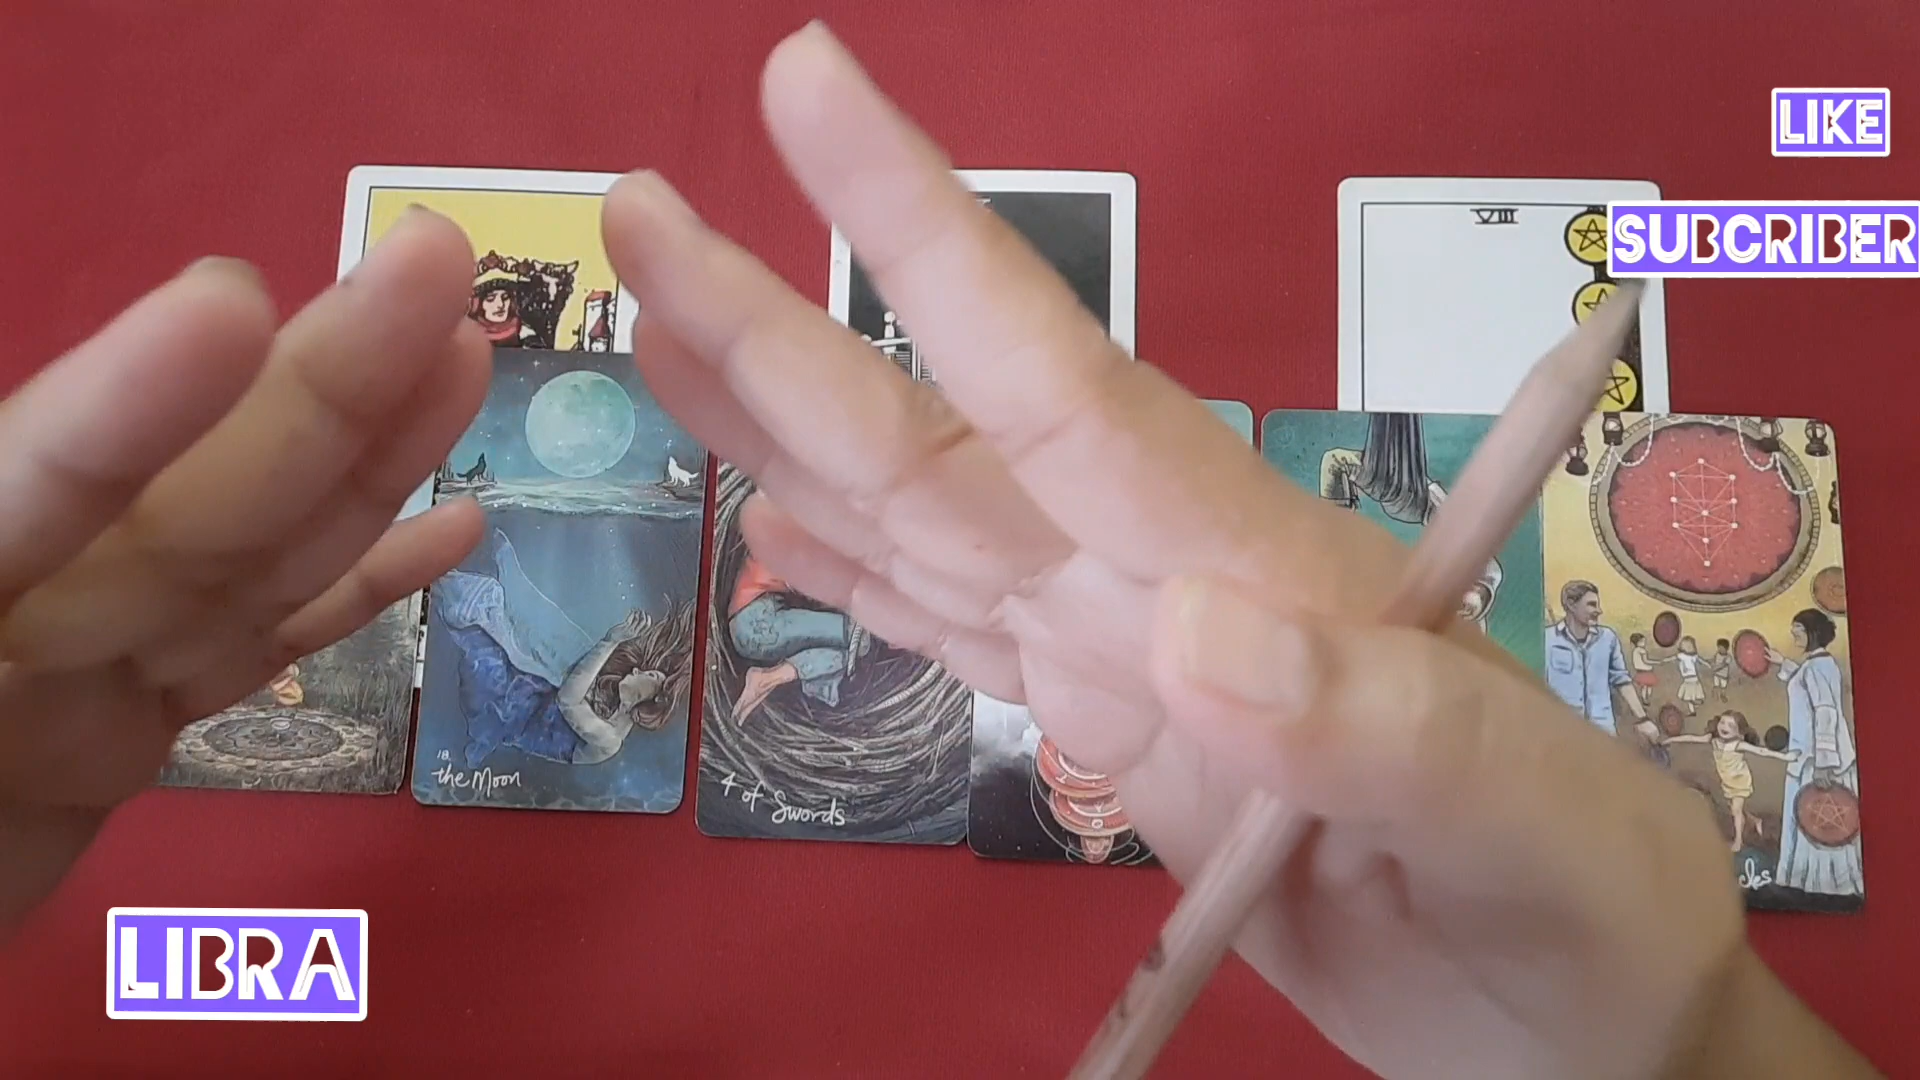 LIKE
VIII
SUBCRIBER
18.
the Moon
4 of Swords
LIBRA